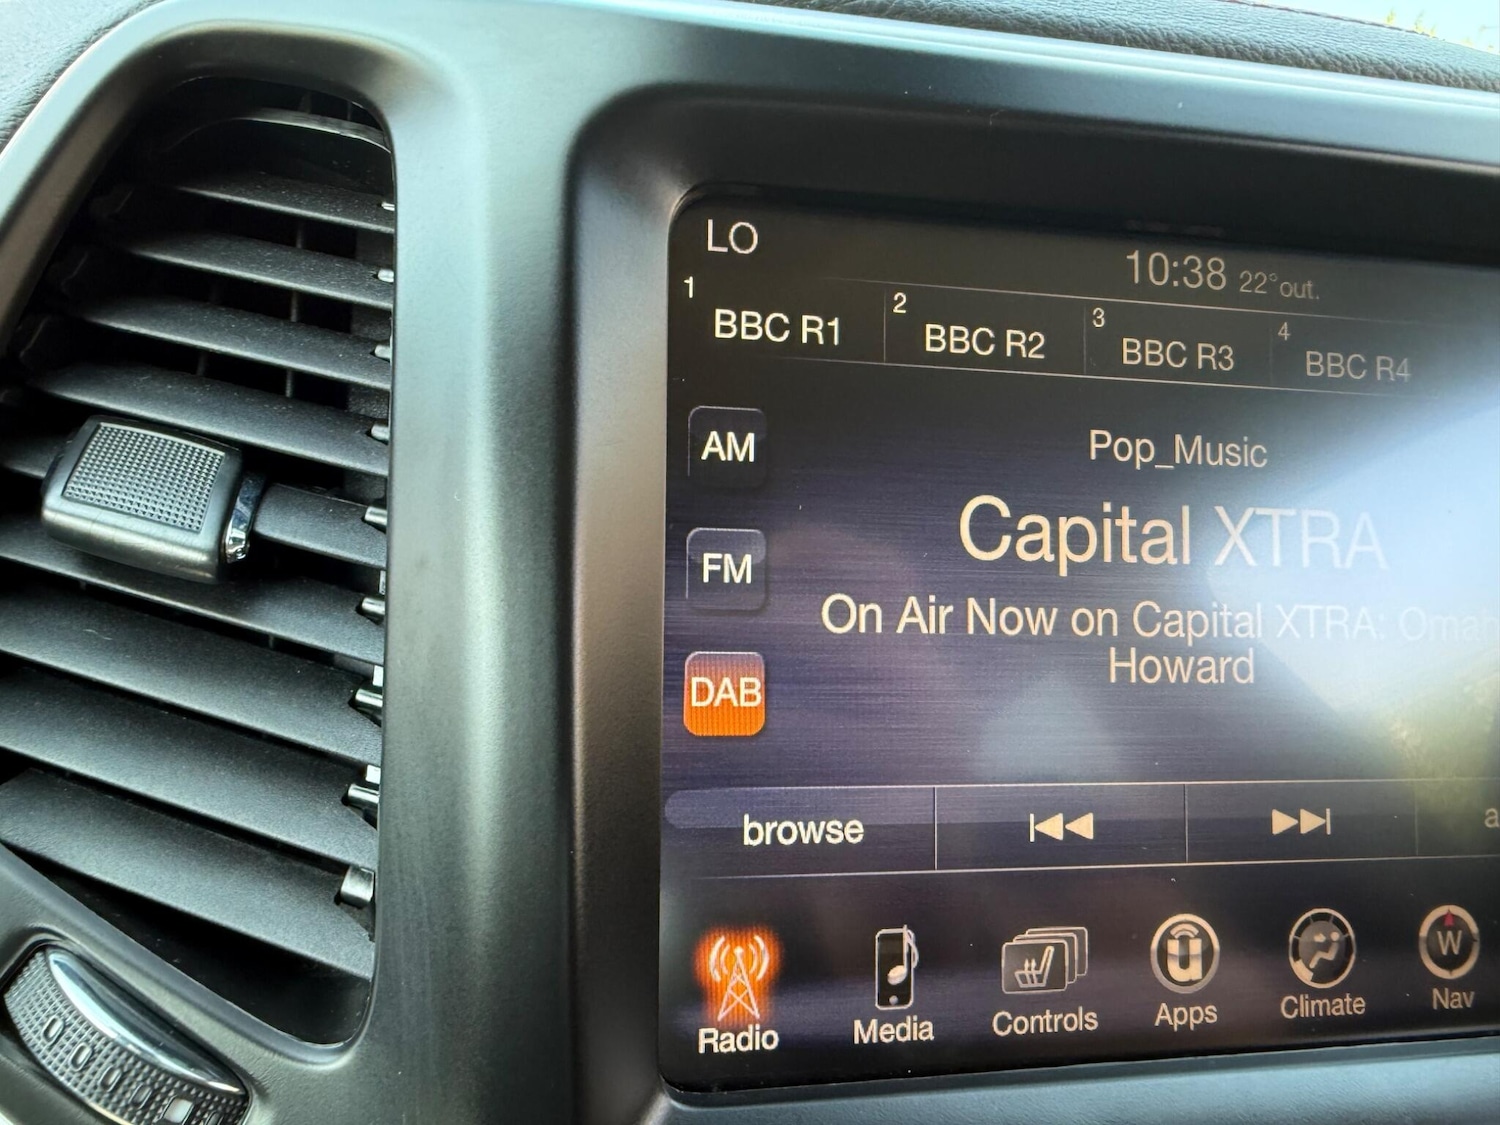 LO
10:38 22°out.
1 BBC R1 2 BBC R2 3 BBC R3 4 BBC R4
AM
Pop_Music
Capital XTRA
FM
On Air Now on Capital XTRA:
Howard
DAB
browse
Radio Media Controls Apps Climate Nav
W